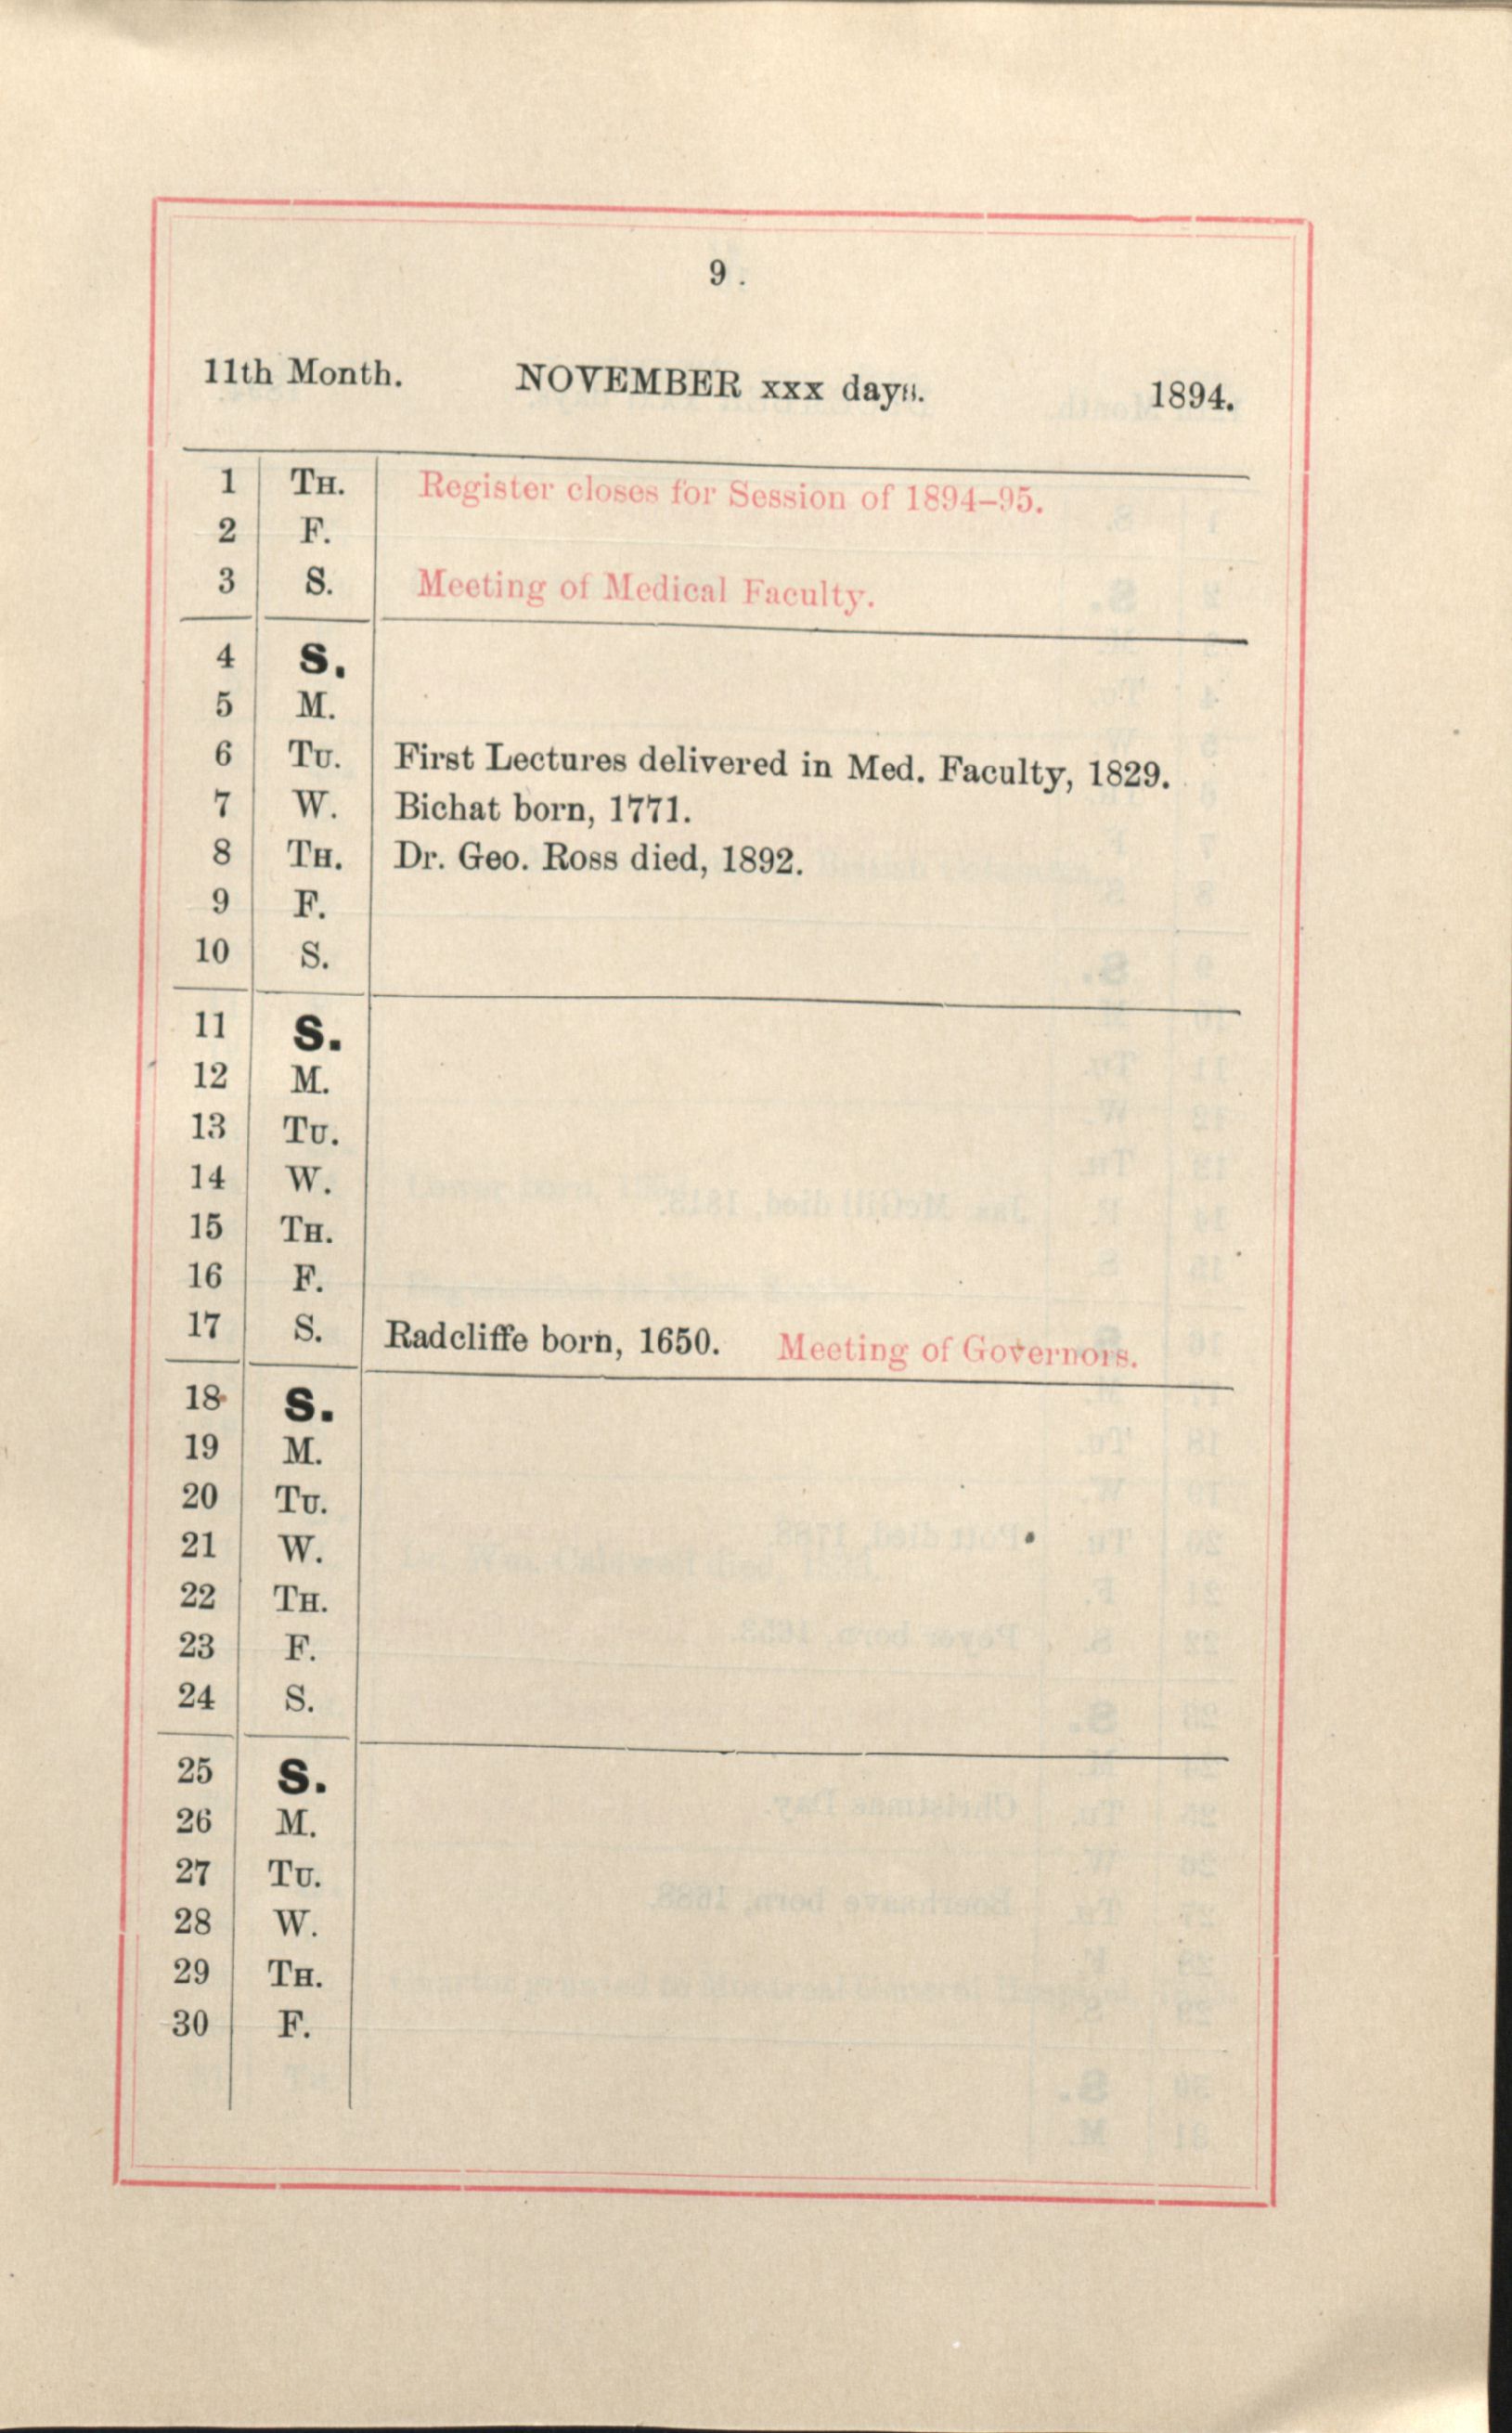 9.
11th Month. NOVEMBER xxx days. 1894.
1 TH. Register closes for Session of 1894–95.
2 F.
3 S. Meeting of Medical Faculty.
4 S.
5 M.
6 TU. First Lectures delivered in Med. Faculty, 1829.
7 W. Bichat born, 1771.
8 TH. Dr. Geo. Ross died, 1892.
9 F.
10 S.
11 S.
12 M.
13 TU.
14 W.
15 TH.
16 F.
17 S. Radcliffe born, 1650. Meeting of Governors.
18 S.
19 M.
20 TU.
21 W.
22 TH.
23 F.
24 S.
25 S.
26 M.
27 TU.
28 W.
29 TH.
30 F.